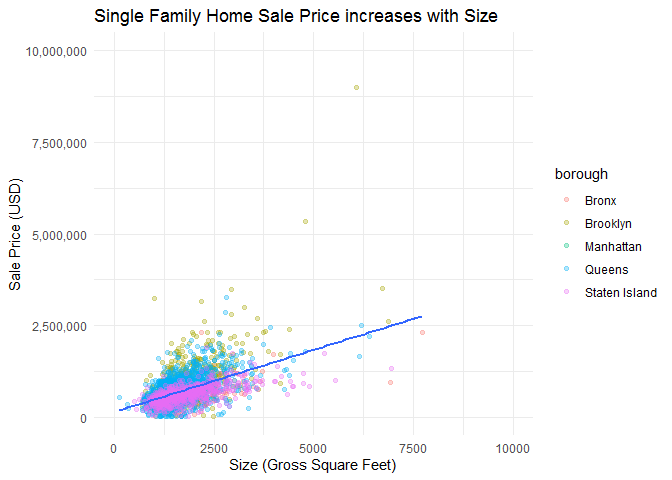 Single Family Home Sale Price increases with Size
10,000,000
7,500,000
5,000,000
2,500,000
0
Sale Price (USD)
0 2500 5000 7500 10000
Size (Gross Square Feet)
borough
Bronx
Brooklyn
Manhattan
Queens
Staten Island